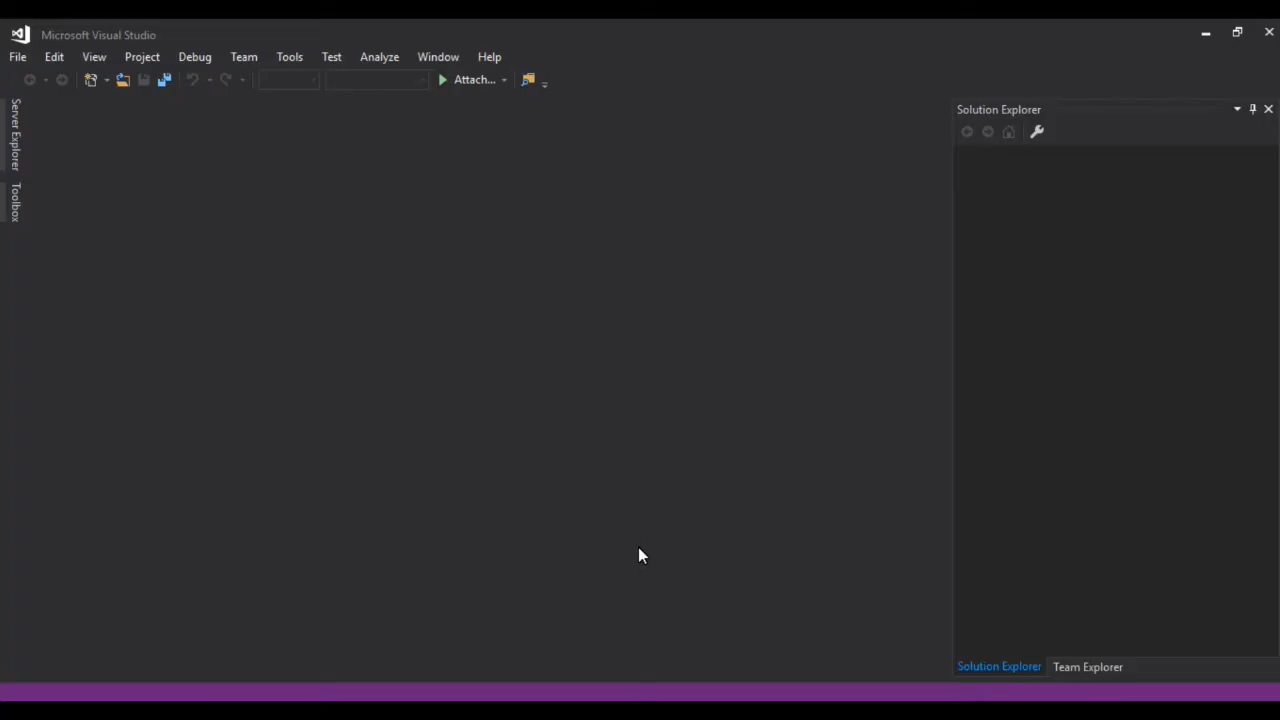 Microsoft Visual Studio
File Edit View Project Debug Team Tools Test Analyze Window Help
Attach...
Server Explorer
Toolbox
Solution Explorer
Solution Explorer Team Explorer